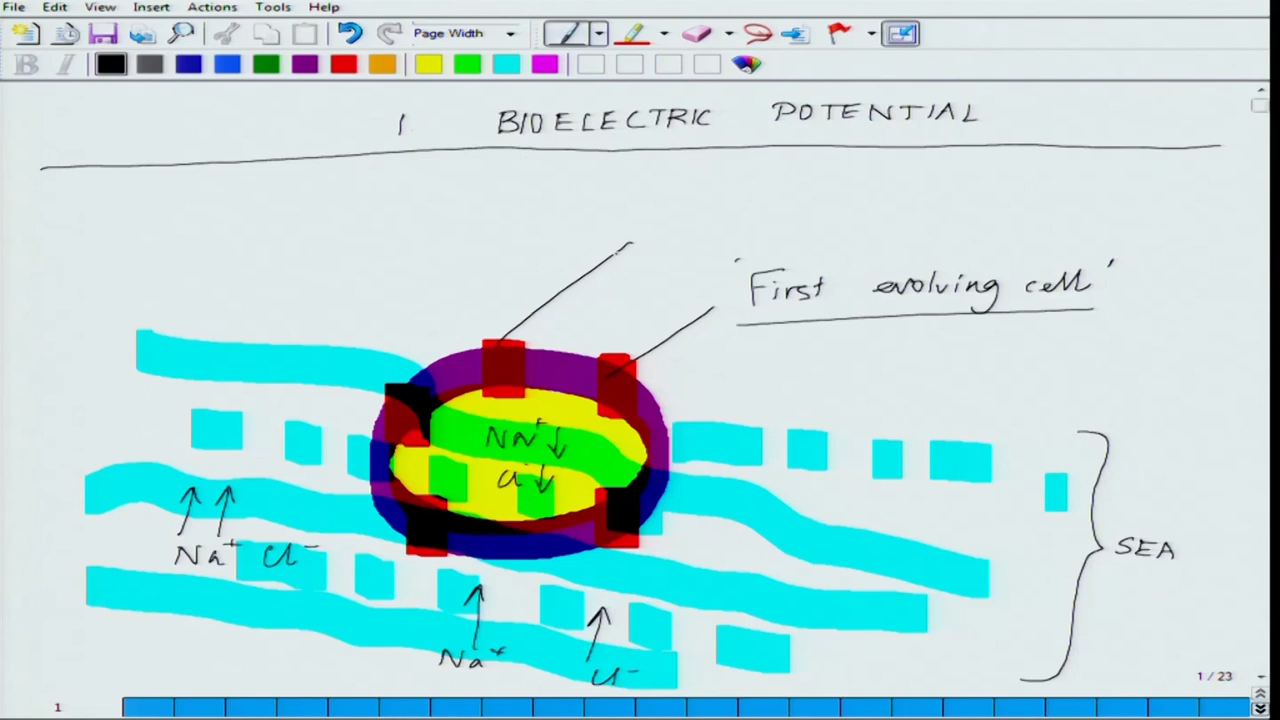 File Edit View Insert Actions Tools Help
Page Width
B I
1 BIOELECTRIC POTENTIAL
'First evolving cell'
Na+ ↓
Cl ↓
Na+ Cl-
SEA
Na+
Cl-
1 / 23
1